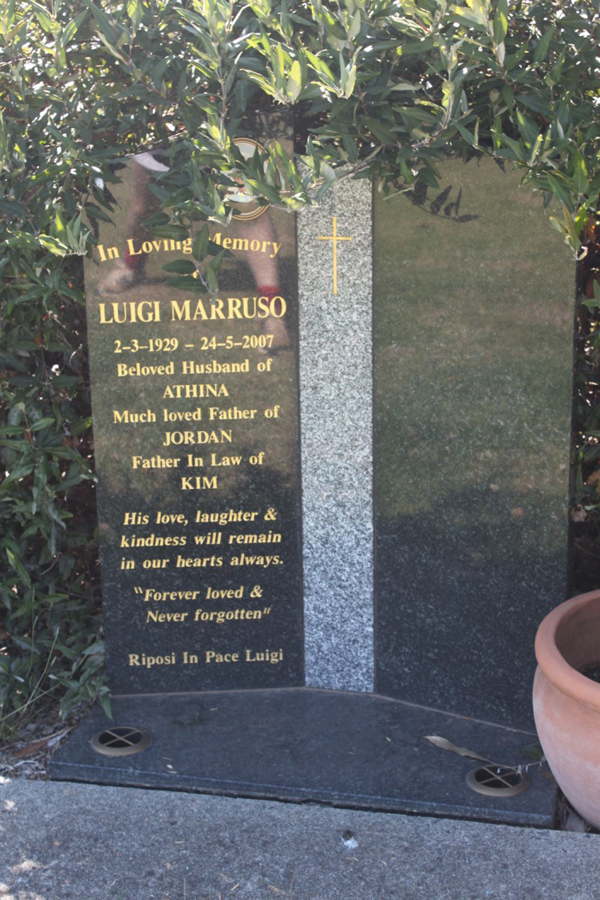 In Loving Memory
LUIGI MARRUSO
2-3-1929 - 24-5-2007
Beloved Husband of
ATHINA
Much loved Father of
JORDAN
Father In Law of
KIM
His love, laughter &
kindness will remain
in our hearts always.
"Forever loved &
Never forgotten"
Riposi In Pace Luigi